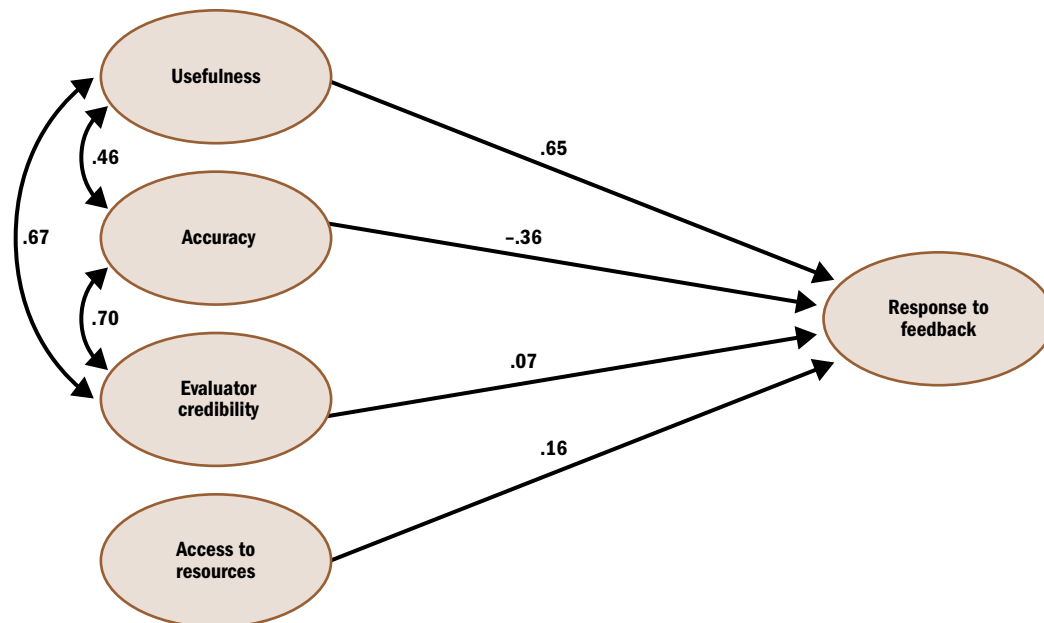 Usefulness
.65
.46
Accuracy
–.36
.67
Response to
feedback
.70
Evaluator
credibility
.07
.16
Access to
resources